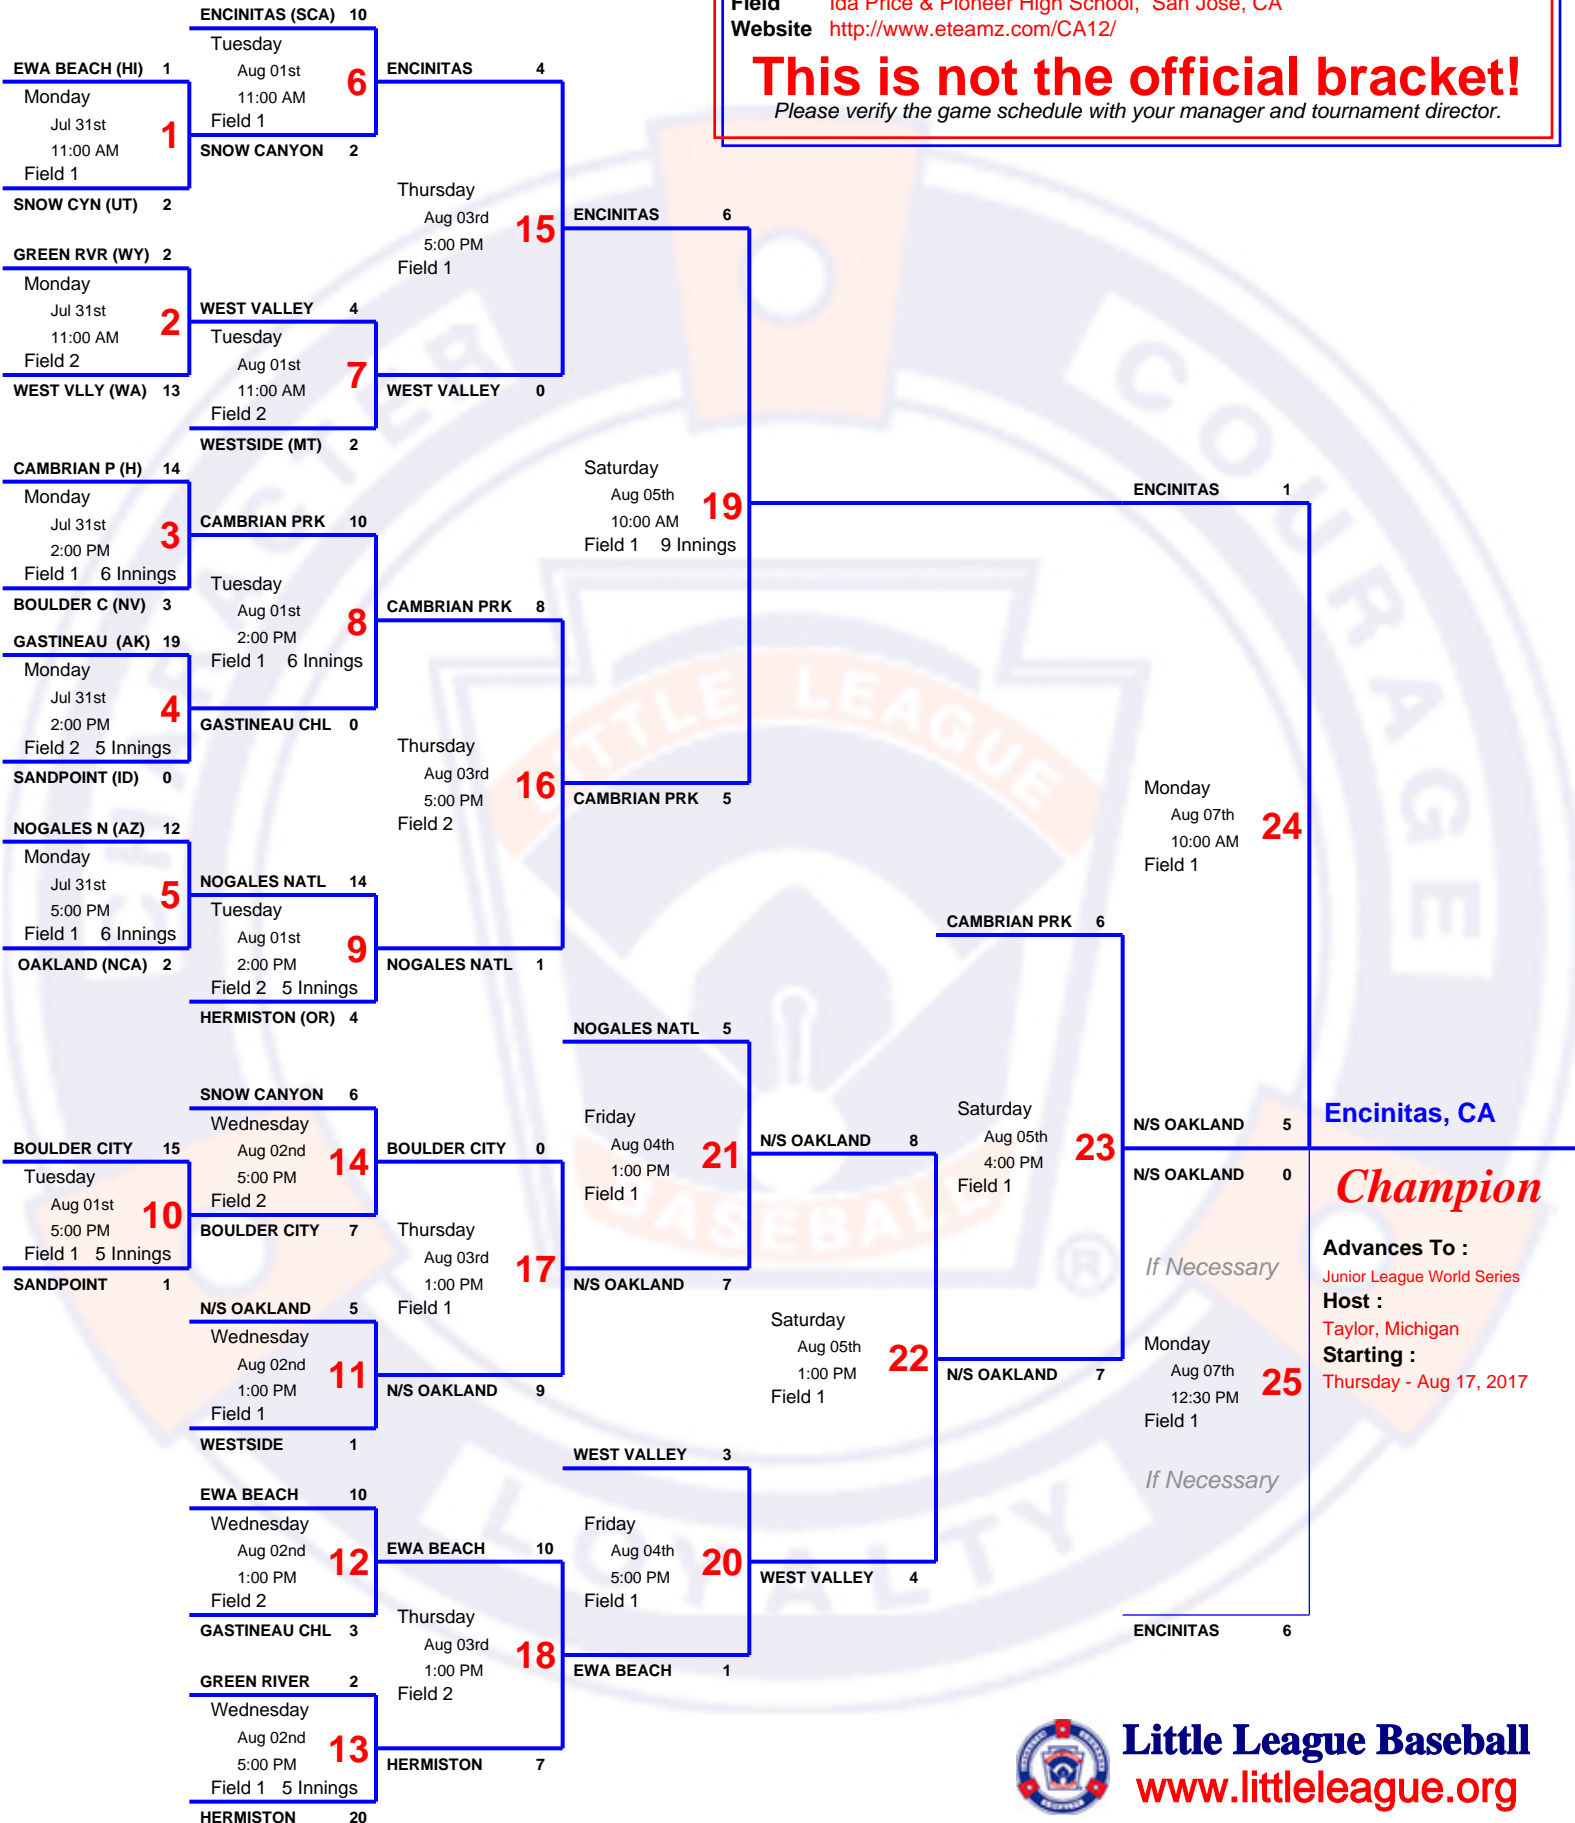 Field Ida Price & Pioneer High School, San Jose, CA
Website http://www.eteamz.com/CA12/
This is not the official bracket!
Please verify the game schedule with your manager and tournament director.
ENCINITAS (SCA) 10
Tuesday
Aug 01st
11:00 AM
Field 1
6
SNOW CANYON 2
EWA BEACH (HI) 1
Monday
Jul 31st
11:00 AM
Field 1
1
SNOW CYN (UT) 2
GREEN RVR (WY) 2
Monday
Jul 31st
11:00 AM
Field 2
2
WEST VLLY (WA) 13
WEST VALLEY 4
Tuesday
Aug 01st
11:00 AM
Field 2
7
WESTSIDE (MT) 2
ENCINITAS 4
Thursday
Aug 03rd
5:00 PM
Field 1
15
WEST VALLEY 0
CAMBRIAN P (H) 14
Monday
Jul 31st
2:00 PM
Field 1 6 Innings
3
BOULDER C (NV) 3
GASTINEAU (AK) 19
Monday
Jul 31st
2:00 PM
Field 2 5 Innings
4
SANDPOINT (ID) 0
CAMBRIAN PRK 10
Tuesday
Aug 01st
2:00 PM
Field 1 6 Innings
8
GASTINEAU CHL 0
NOGALES N (AZ) 12
Monday
Jul 31st
5:00 PM
Field 1 6 Innings
5
OAKLAND (NCA) 2
NOGALES NATL 14
Tuesday
Aug 01st
2:00 PM
Field 2 5 Innings
9
HERMISTON (OR) 4
CAMBRIAN PRK 8
Thursday
Aug 03rd
5:00 PM
Field 2
16
NOGALES NATL 1
ENCINITAS 6
Saturday
Aug 05th
10:00 AM
Field 1 9 Innings
19
CAMBRIAN PRK 5
BOULDER CITY 15
Tuesday
Aug 01st
5:00 PM
Field 1 5 Innings
10
SANDPOINT 1
SNOW CANYON 6
Wednesday
Aug 02nd
5:00 PM
Field 2
14
BOULDER CITY 7
N/S OAKLAND 5
Wednesday
Aug 02nd
1:00 PM
Field 1
11
WESTSIDE 1
BOULDER CITY 0
Thursday
Aug 03rd
1:00 PM
Field 1
17
N/S OAKLAND 9
EWA BEACH 10
Wednesday
Aug 02nd
1:00 PM
Field 2
12
GASTINEAU CHL 3
GREEN RIVER 2
Wednesday
Aug 02nd
5:00 PM
Field 1 5 Innings
13
HERMISTON 20
EWA BEACH 10
Thursday
Aug 03rd
1:00 PM
Field 2
18
HERMISTON 7
NOGALES NATL 5
Friday
Aug 04th
1:00 PM
Field 1
21
N/S OAKLAND 7
WEST VALLEY 3
Friday
Aug 04th
5:00 PM
Field 1
20
EWA BEACH 1
N/S OAKLAND 8
Saturday
Aug 05th
1:00 PM
Field 1
22
WEST VALLEY 4
CAMBRIAN PRK 6
Saturday
Aug 05th
4:00 PM
Field 1
23
N/S OAKLAND 7
ENCINITAS 1
Monday
Aug 07th
10:00 AM
Field 1
24
N/S OAKLAND 5
N/S OAKLAND 0
If Necessary
Monday
Aug 07th
12:30 PM
Field 1
25
If Necessary
ENCINITAS 6
Encinitas, CA
Champion
Advances To :
Junior League World Series
Host :
Taylor, Michigan
Starting :
Thursday - Aug 17, 2017
CHARACTER
COURAGE
LOYALTY
LITTLE LEAGUE
BASEBALL
®
Little League Baseball
www.littleleague.org